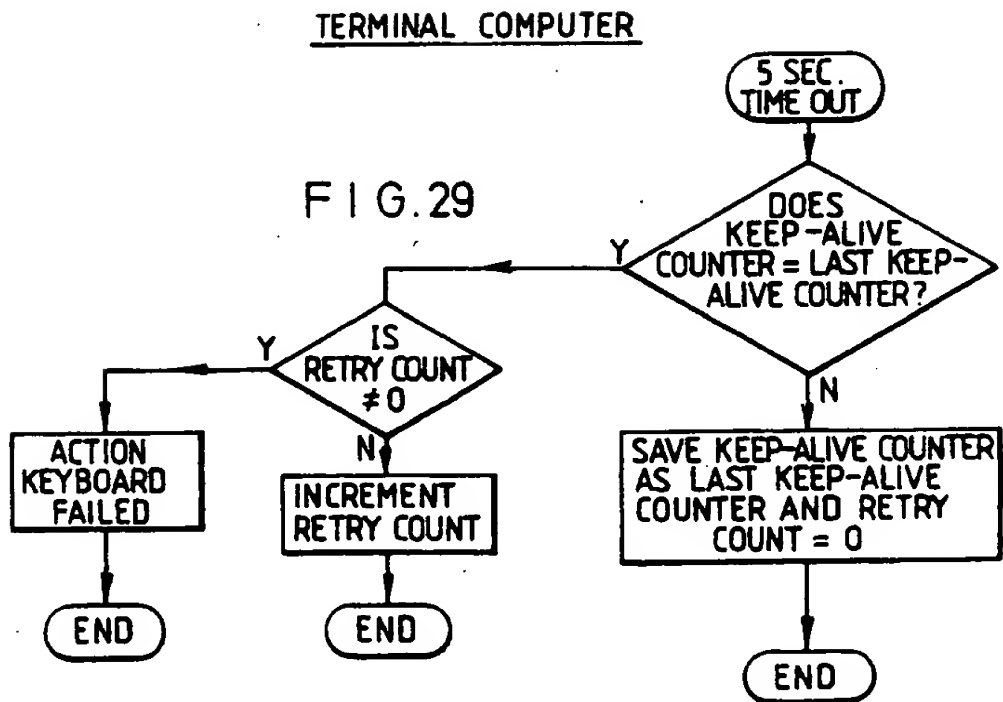 TERMINAL COMPUTER
5 SEC.
TIME OUT
FIG.29
DOES
KEEP-ALIVE
COUNTER = LAST KEEP-
ALIVE COUNTER?
Y
N
IS
RETRY COUNT
≠ 0
Y
N
ACTION
KEYBOARD
FAILED
INCREMENT
RETRY COUNT
SAVE KEEP-ALIVE COUNTER
AS LAST KEEP-ALIVE
COUNTER AND RETRY
COUNT = 0
END
END
END